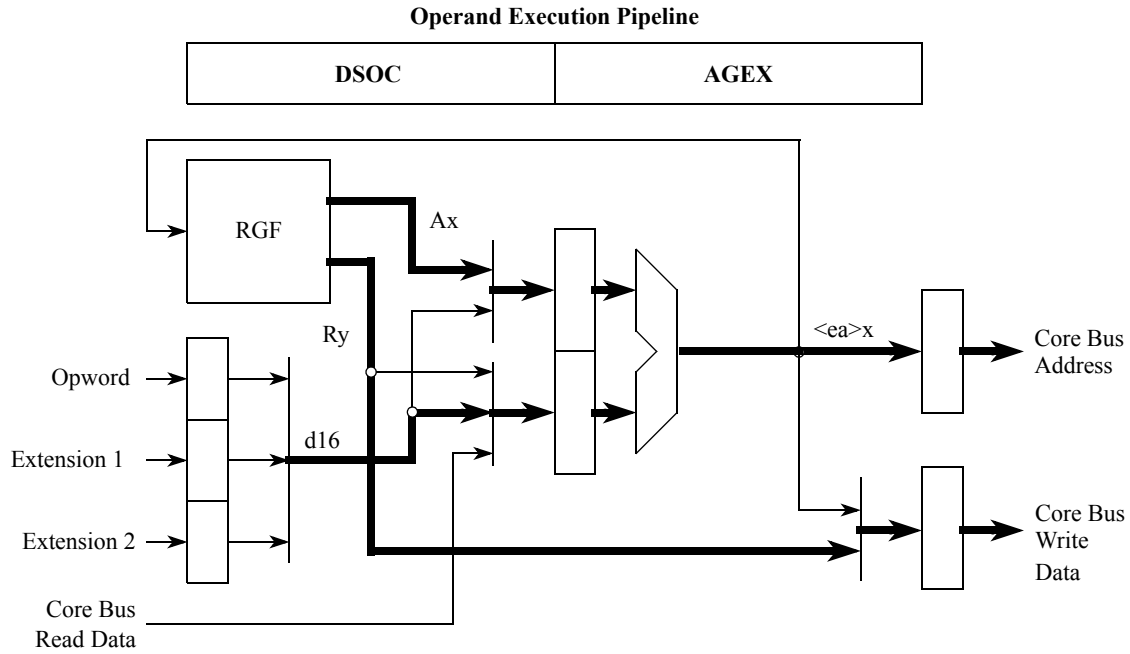 Operand Execution Pipeline
DSOC
AGEX
RGF
Ax
Ry
<ea>x
Core Bus
Address
Opword
d16
Extension 1
Extension 2
Core Bus
Write
Data
Core Bus
Read Data